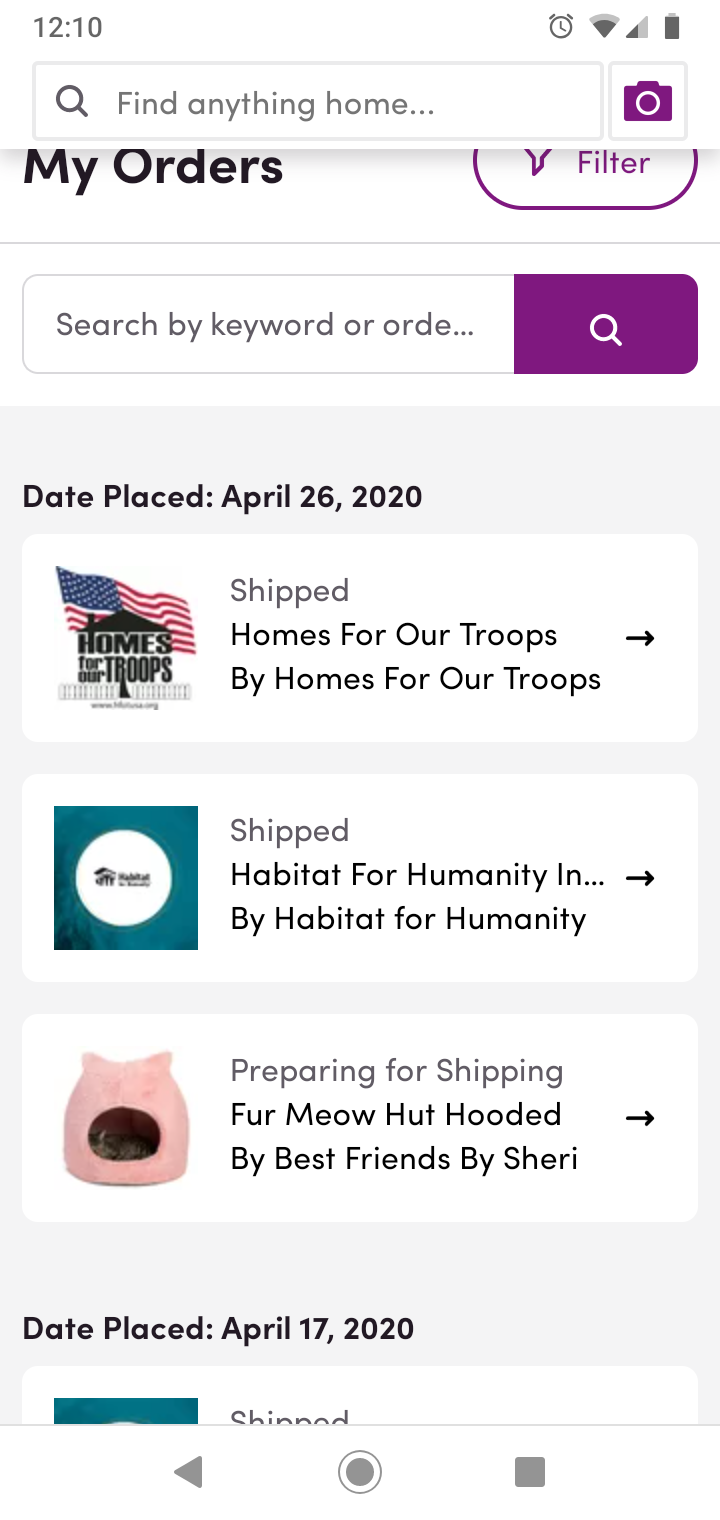 12:10
Find anything home...
My Orders
Filter
Search by keyword or orde...
Date Placed: April 26, 2020
HOMES
for
our TROOPS
www.hfotusa.org
Shipped
Homes For Our Troops
By Homes For Our Troops
Habitat
for Humanity
Shipped
Habitat For Humanity In...
By Habitat for Humanity
Preparing for Shipping
Fur Meow Hut Hooded
By Best Friends By Sheri
Date Placed: April 17, 2020
Shipped